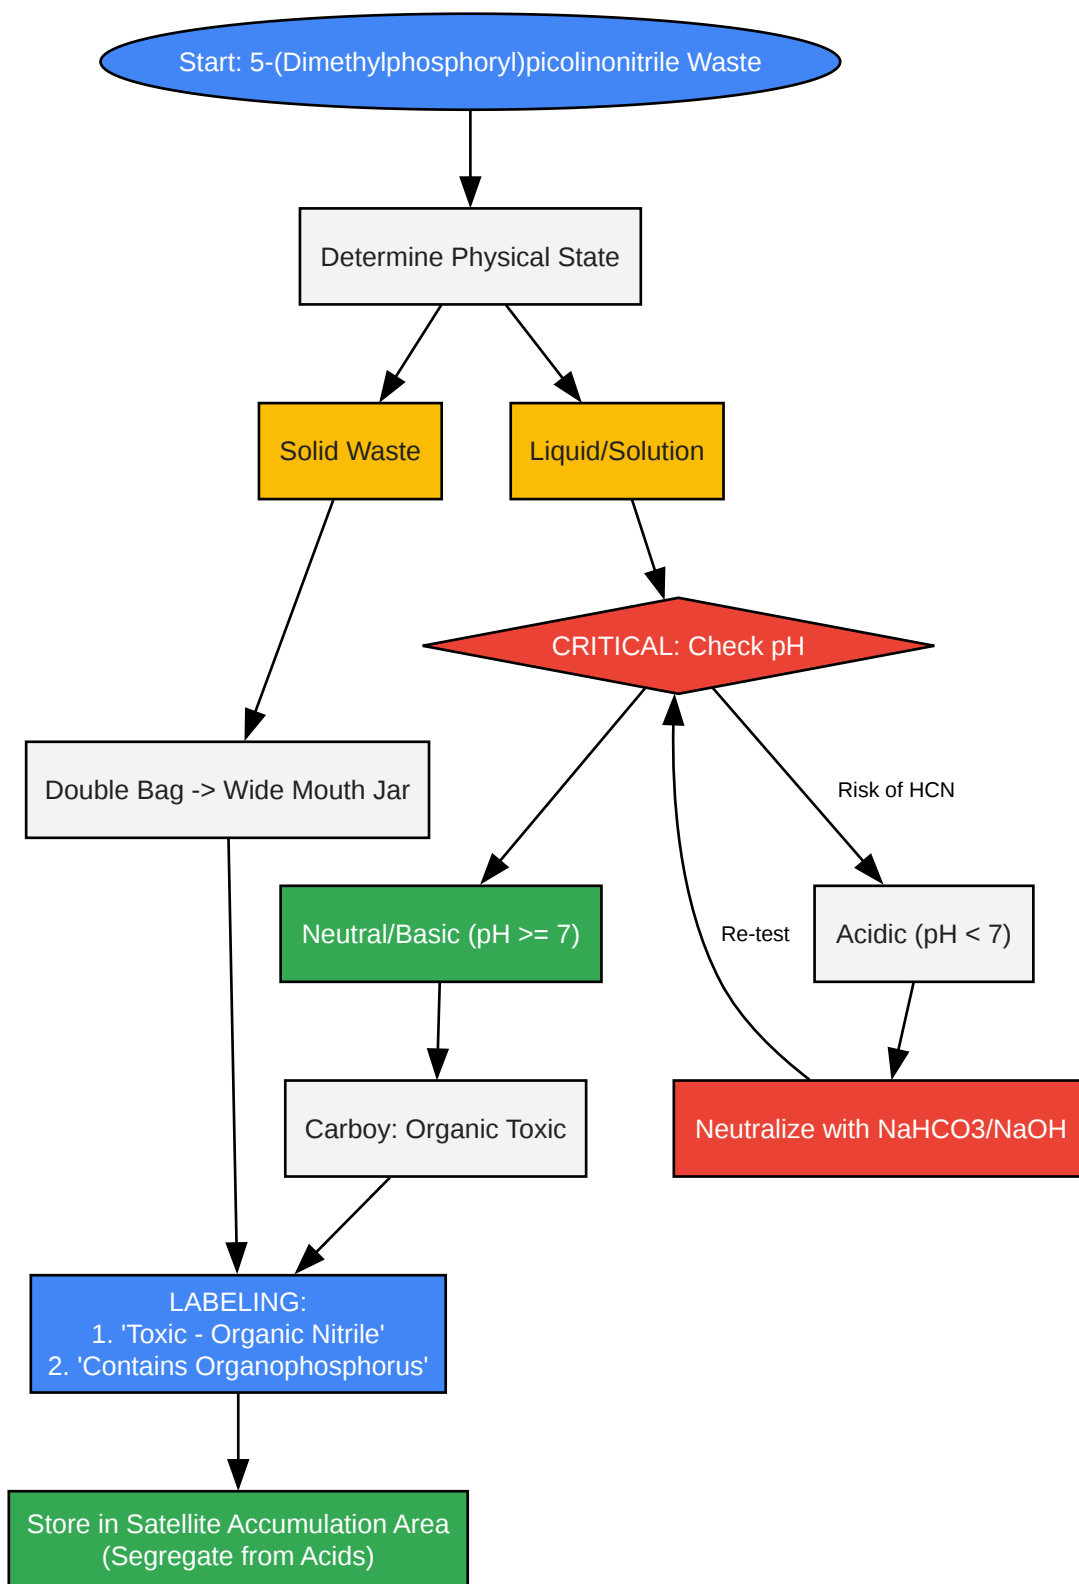 Start: 5-(Dimethylphosphoryl)picolinonitrile Waste
Determine Physical State
Solid Waste
Liquid/Solution
CRITICAL: Check pH
Double Bag -> Wide Mouth Jar
Risk of HCN
Neutral/Basic (pH >= 7)
Re-test
Acidic (pH < 7)
Carboy: Organic Toxic
Neutralize with NaHCO3/NaOH
LABELING:
1. 'Toxic - Organic Nitrile'
2. 'Contains Organophosphorus'
Store in Satellite Accumulation Area
(Segregate from Acids)